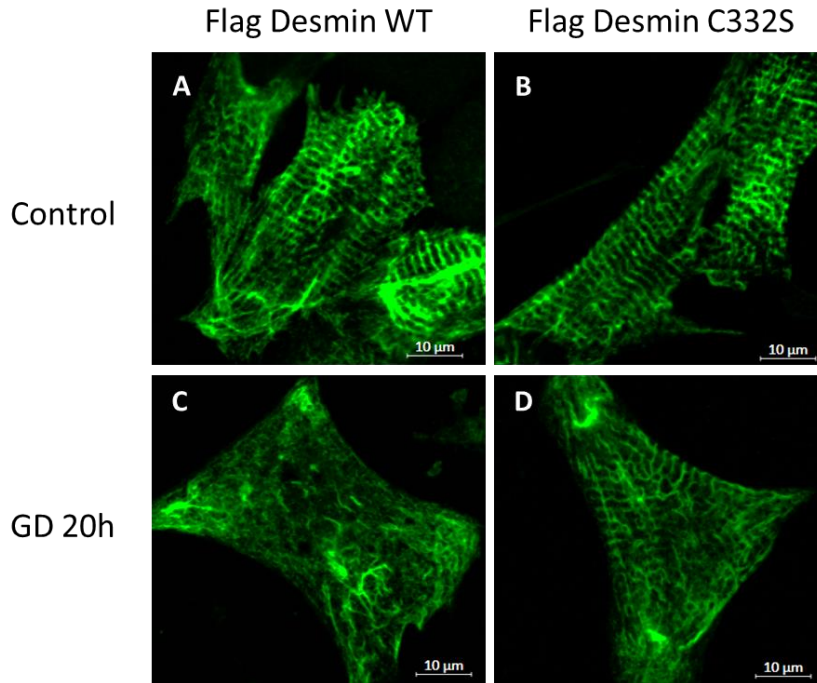 Flag Desmin WT
Flag Desmin C332S
Control
A
10 µm
B
10 µm
GD 20h
C
10 µm
D
10 µm